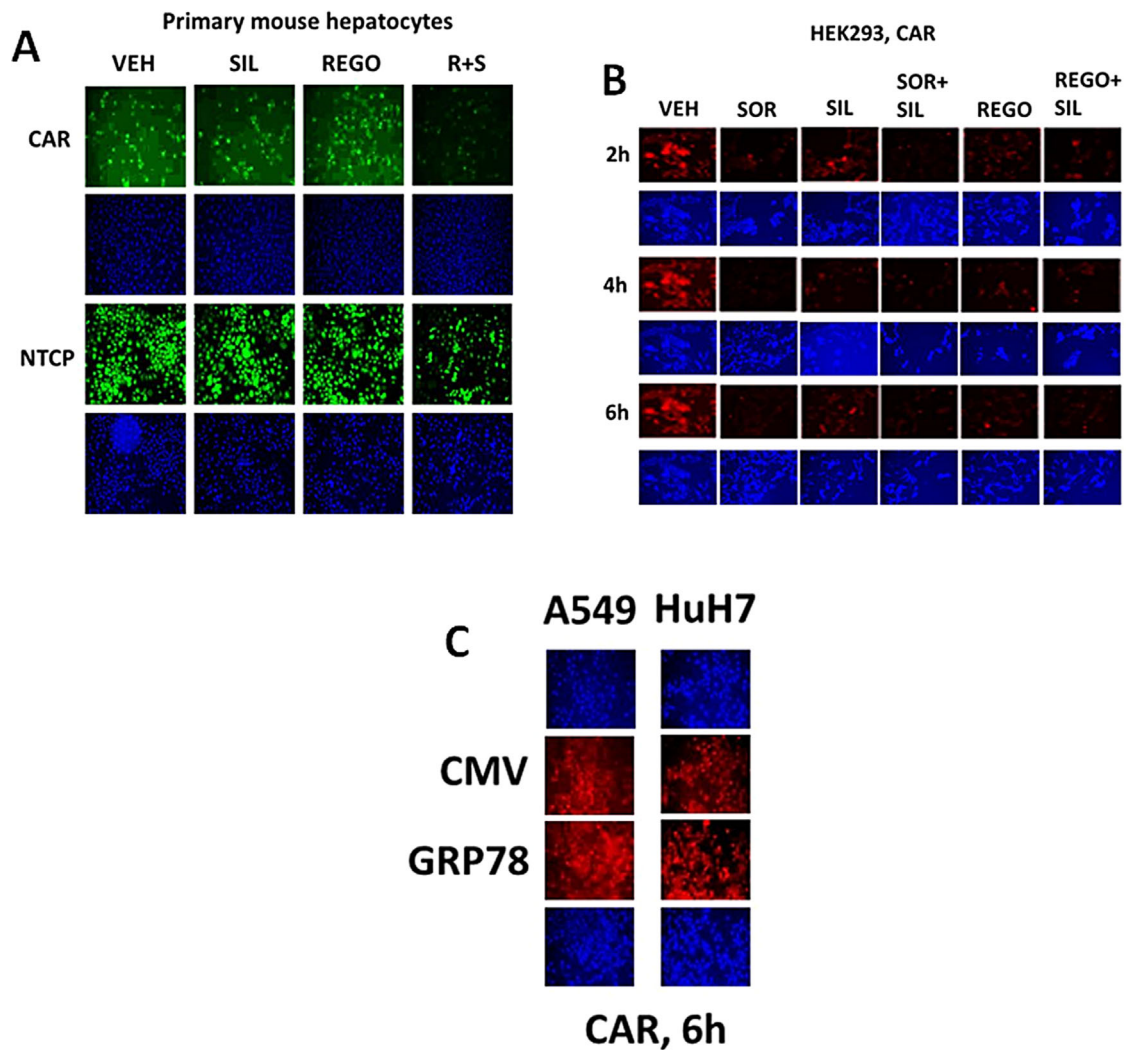 A
Primary mouse hepatocytes
VEH SIL REGO R+S
CAR
NTCP
B
HEK293, CAR
VEH SOR SIL SOR+ SIL REGO REGO+ SIL
2h
4h
6h
C
A549 HuH7
CMV
GRP78
CAR, 6h